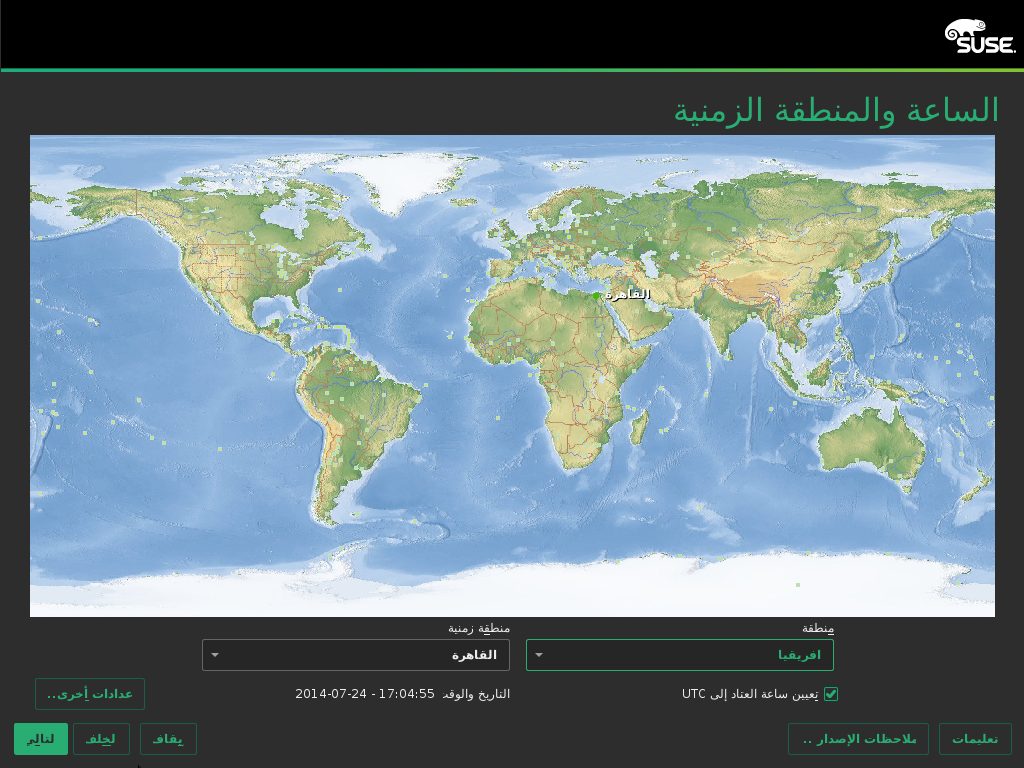 SUSE.
الساعة والمنطقة الزمنية
القاهرة
منطقة
منطقة زمنية
افريقيا
القاهرة
تعيين ساعة العتاد إلى UTC
التاريخ والوقت 2014-07-24 - 17:04:55
عدادات أخرى..
تعليمات
ملاحظات الإصدار ..
يقاف
لخلف
لتالي